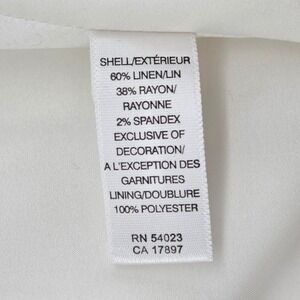 SHELL/EXTÉRIEUR
60% LINEN/LIN
38% RAYON/
RAYONNE
2% SPANDEX
EXCLUSIVE OF
DECORATION/
A L'EXCEPTION DES
GARNITURES
LINING/DOUBLURE
100% POLYESTER
RN 54023
CA 17897